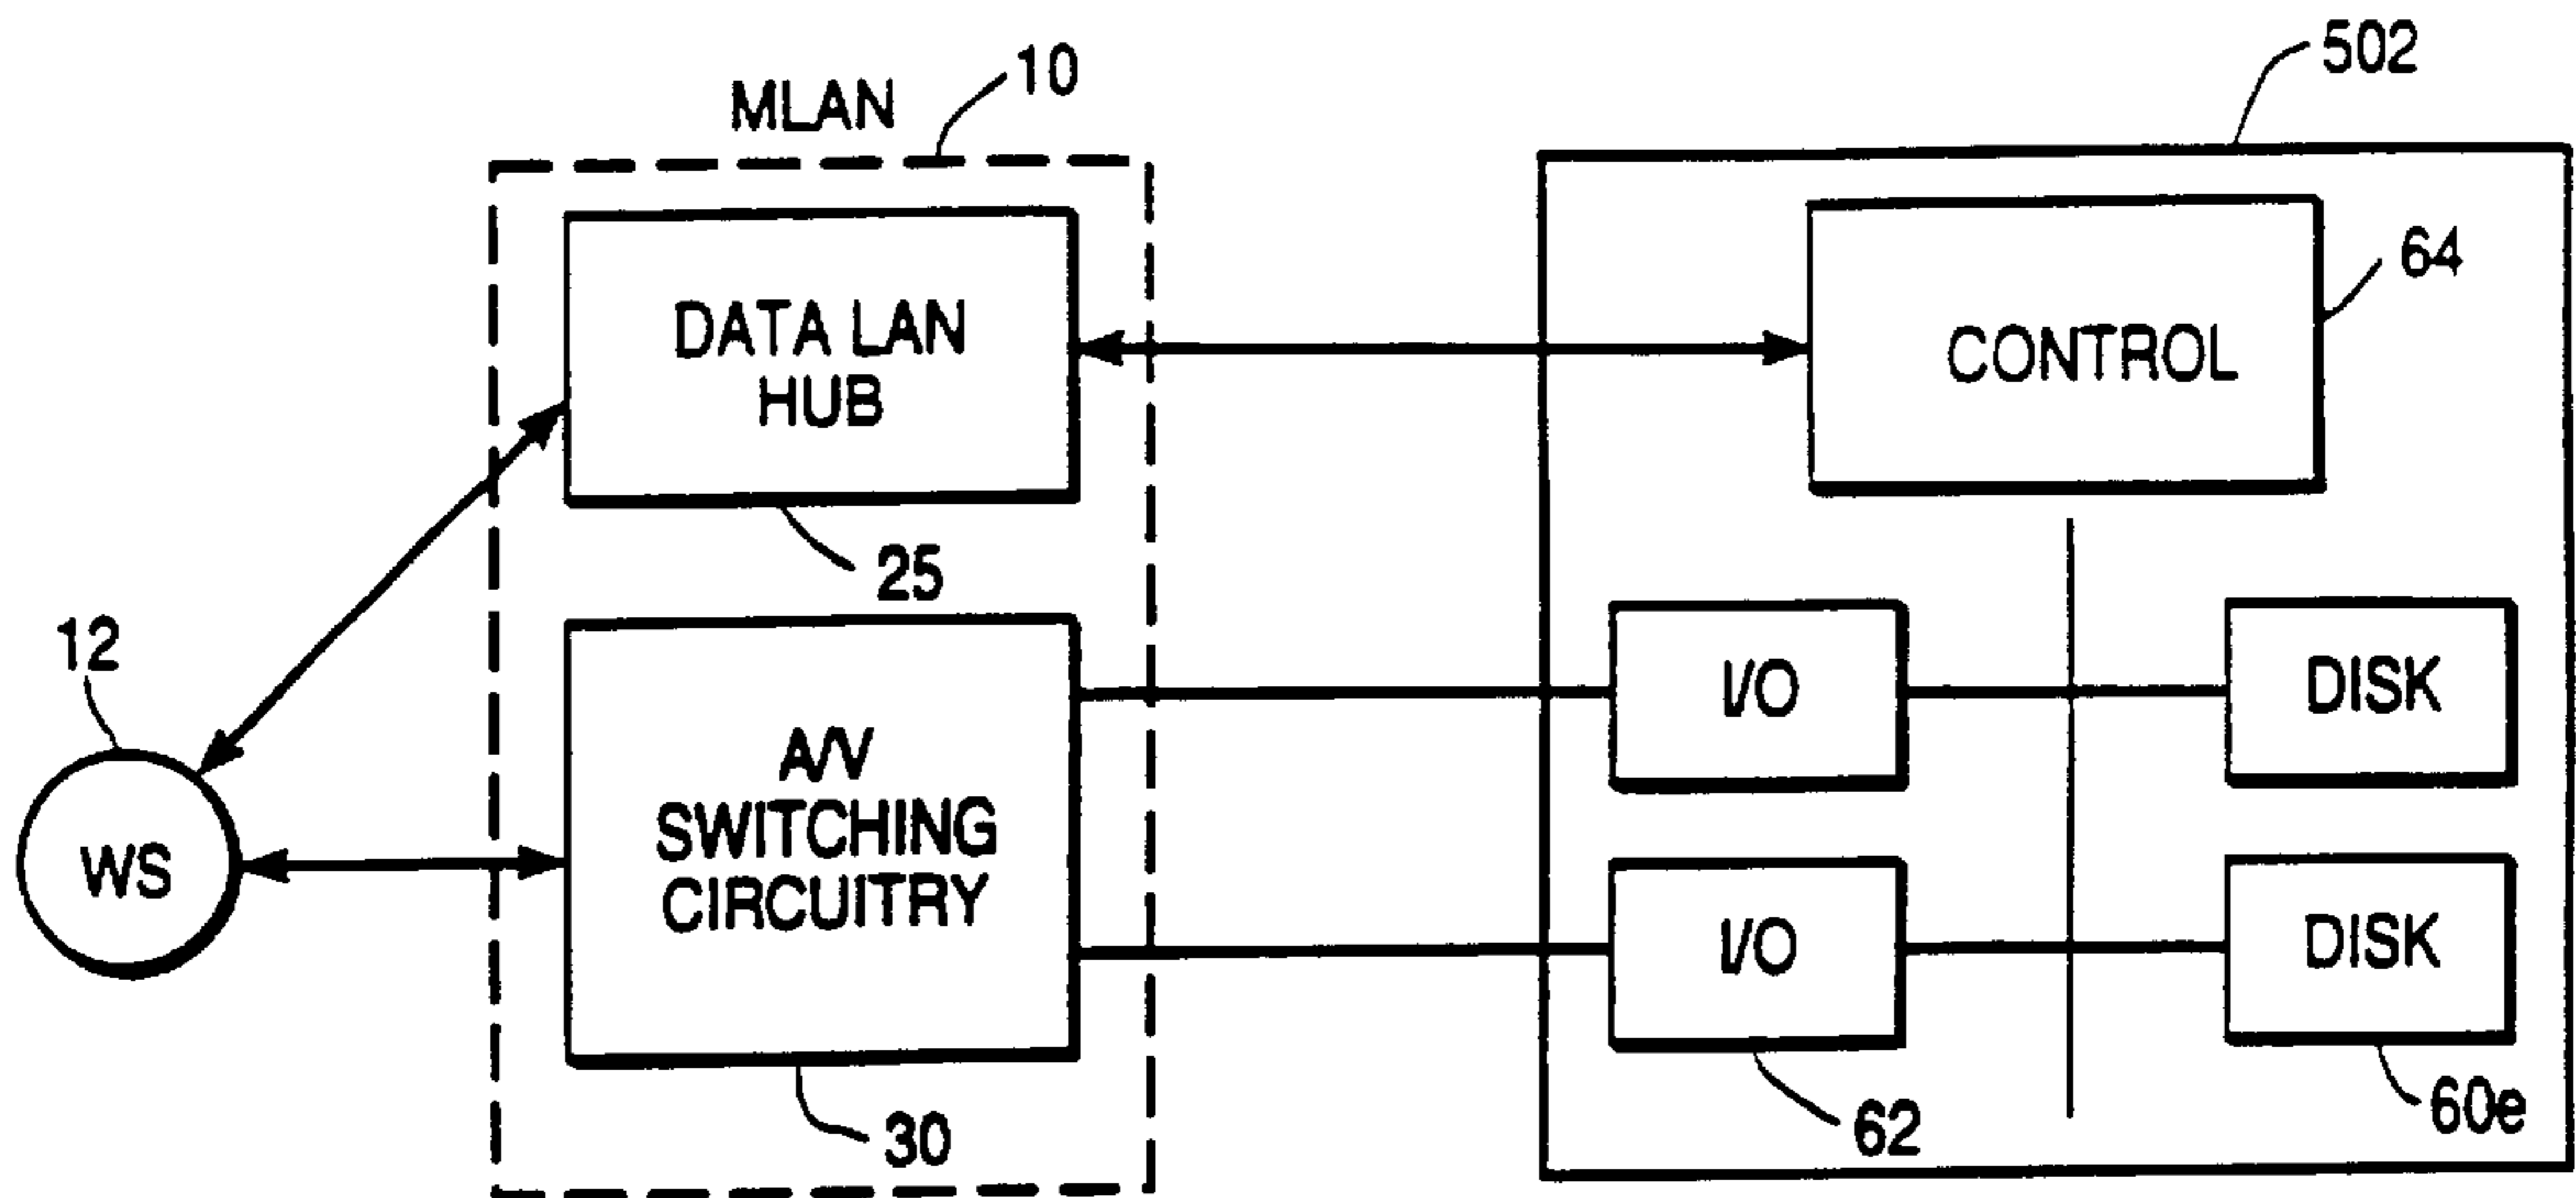 502
10
MLAN
64
DATA LAN
HUB
CONTROL
25
12
I/O
DISK
A/V
SWITCHING
CIRCUITRY
WS
I/O
DISK
30
62
60e